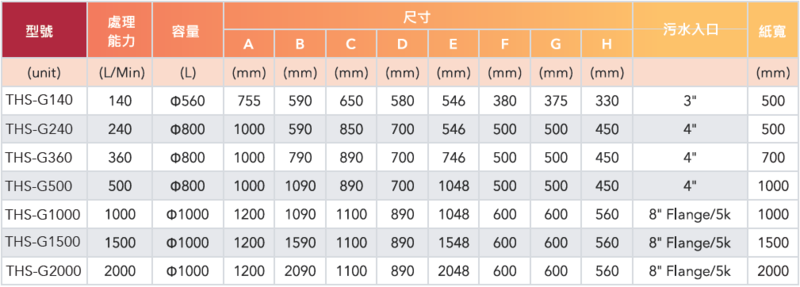 型號 處理能力 容量 尺寸 污水入口 紙寬
A B C D E F G H
(unit) (L/Min) (L) (mm) (mm) (mm) (mm) (mm) (mm) (mm) (mm) (mm)
THS-G140 140 Φ560 755 590 650 580 546 380 375 330 3" 500
THS-G240 240 Φ800 1000 590 850 700 546 500 500 450 4" 500
THS-G360 360 Φ800 1000 790 890 700 746 500 500 450 4" 700
THS-G500 500 Φ800 1000 1090 890 700 1048 500 500 450 4" 1000
THS-G1000 1000 Φ1000 1200 1090 1100 890 1048 600 600 560 8" Flange/5k 1000
THS-G1500 1500 Φ1000 1200 1590 1100 890 1548 600 600 560 8" Flange/5k 1500
THS-G2000 2000 Φ1000 1200 2090 1100 890 2048 600 600 560 8" Flange/5k 2000